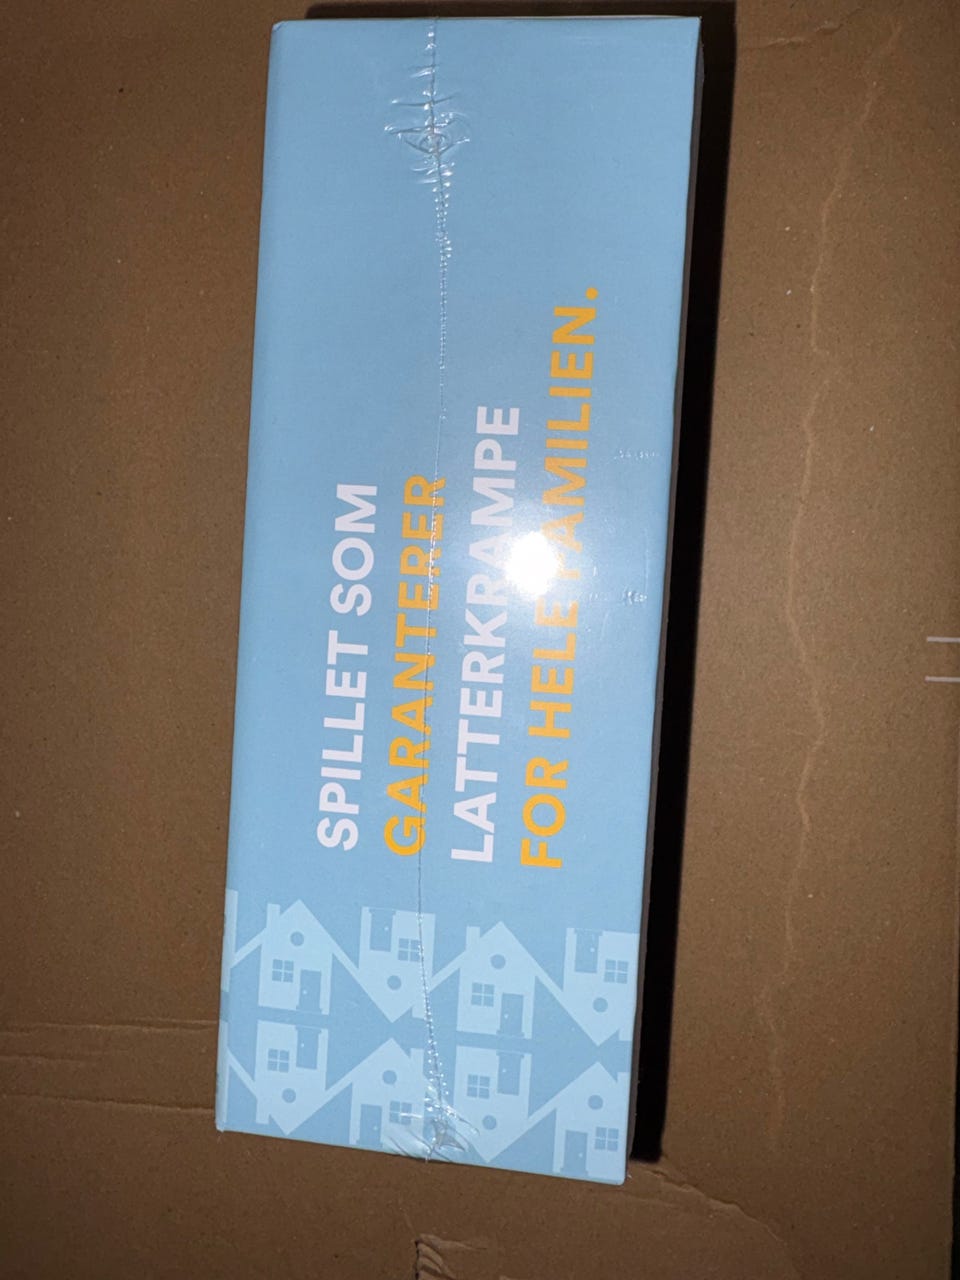 SPILLET SOM
GARANTERER
LATTERKRAMPE
FOR HELE FAMILIEN.